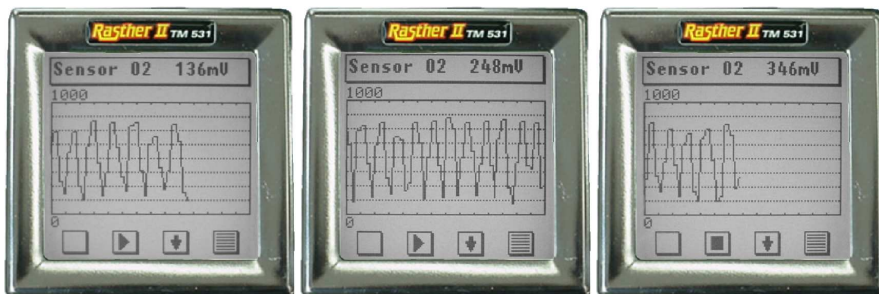 Rasther II TM 531
Sensor 02 136mV
1000
0
Rasther II TM 531
Sensor 02 248mV
1000
0
Rasther II TM 531
Sensor 02 346mV
1000
0